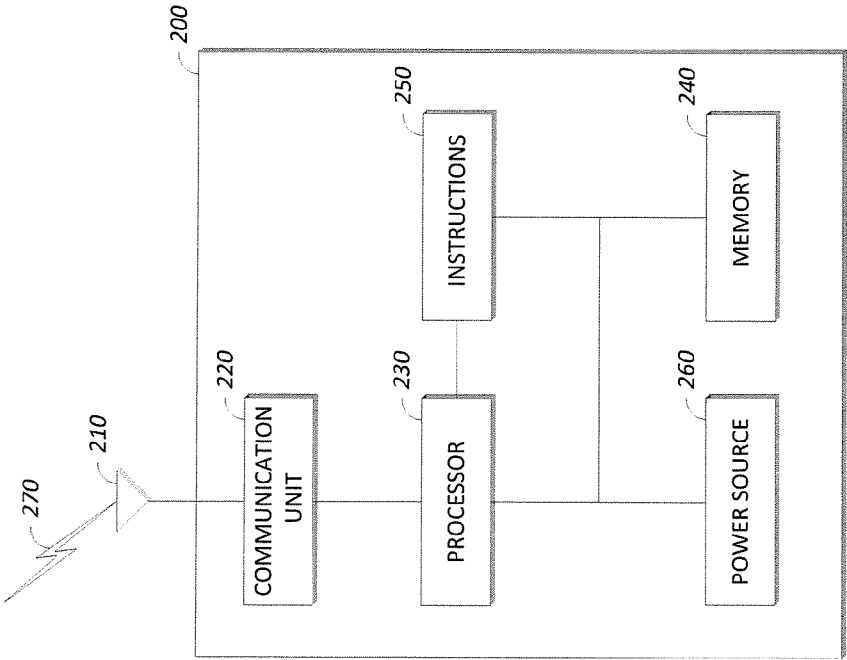 270
210
200
220
COMMUNICATION
UNIT
230
PROCESSOR
250
INSTRUCTIONS
260
POWER SOURCE
240
MEMORY